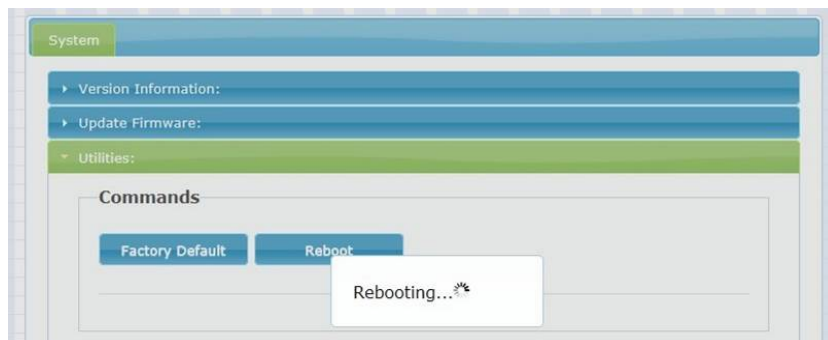 System
Version Information:
Update Firmware:
Utilities:
Commands
Factory Default
Reboot
Rebooting...